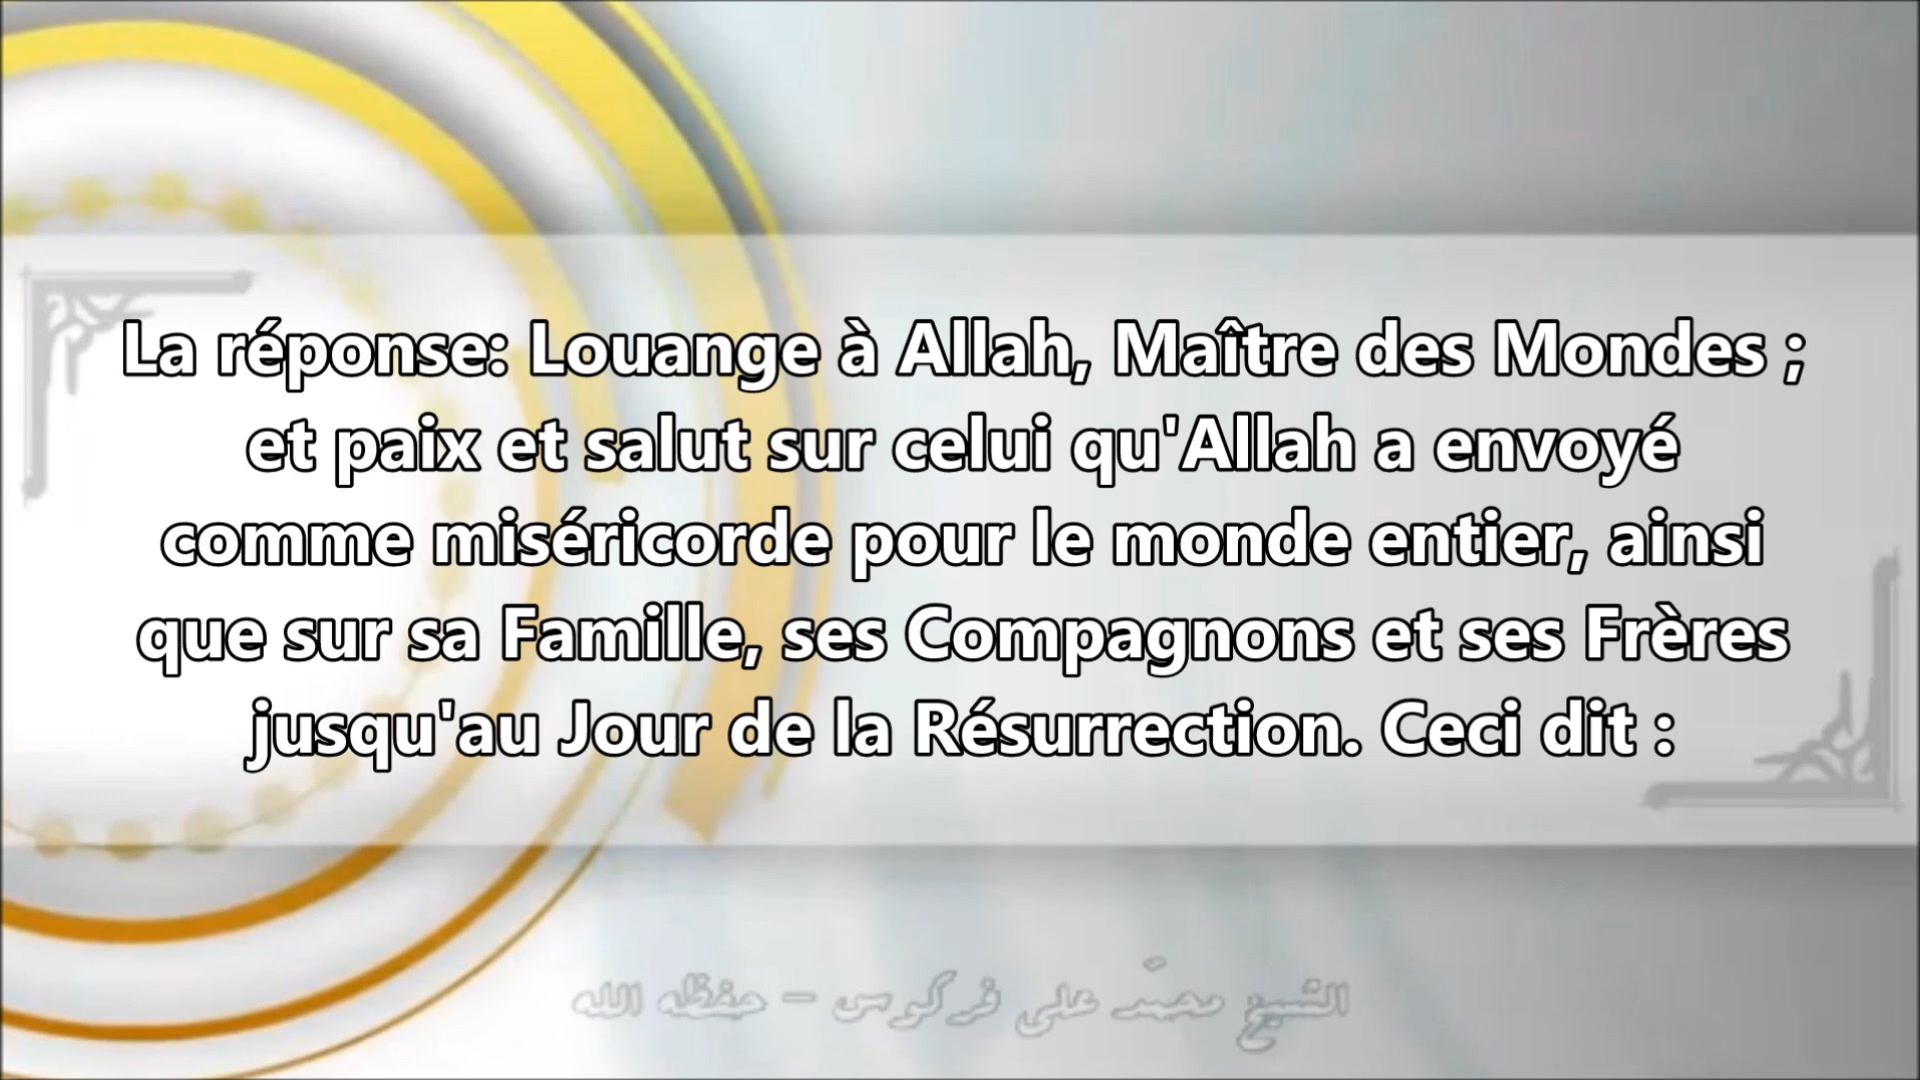 La réponse: Louange à Allah, Maître des Mondes ;
et paix et salut sur celui qu'Allah a envoyé
comme miséricorde pour le monde entier, ainsi
que sur sa Famille, ses Compagnons et ses Frères
jusqu'au Jour de la Résurrection. Ceci dit :
الشيخ محمّد علي فركوس – حفظه الله